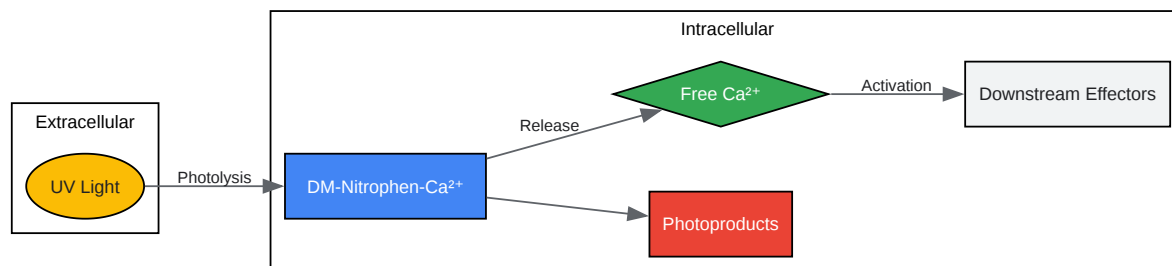 Intracellular
Free Ca²⁺
Activation
Downstream Effectors
Extracellular
Release
UV Light
Photolysis
DM-Nitrophen-Ca²⁺
Photoproducts